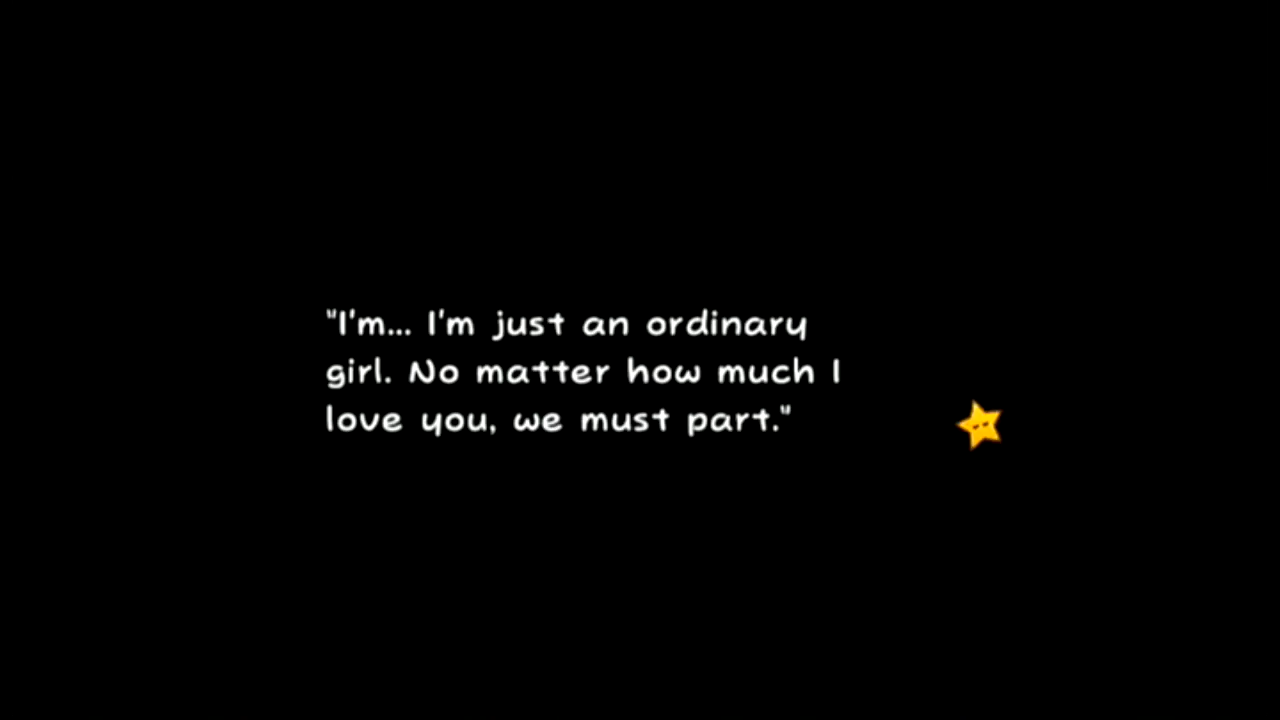 "I'm... I'm just an ordinary
girl. No matter how much I
love you, we must part."